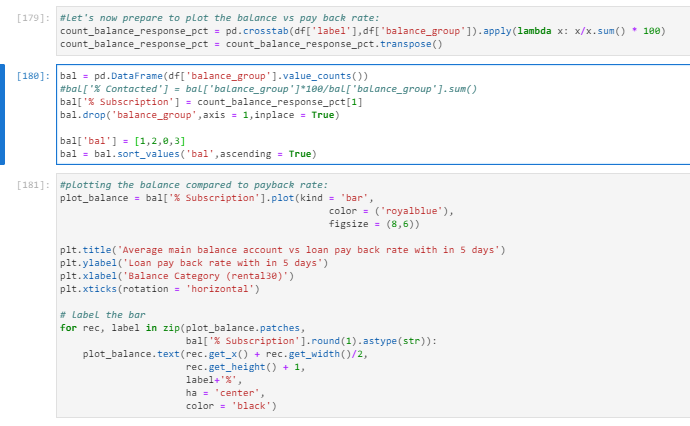 [179]: #Let's now prepare to plot the balance vs pay back rate:
count_balance_response_pct = pd.crosstab(df['label'],df['balance_group']).apply(lambda x: x/x.sum() * 100)
count_balance_response_pct = count_balance_response_pct.transpose()
[180]: bal = pd.DataFrame(df['balance_group'].value_counts())
#bal['% Contacted'] = bal['balance_group']*100/bal['balance_group'].sum()
bal['% Subscription'] = count_balance_response_pct[1]
bal.drop('balance_group',axis = 1,inplace = True)
bal['bal'] = [1,2,0,3]
bal = bal.sort_values('bal',ascending = True)
[181]: #plotting the balance compared to payback rate:
plot_balance = bal['% Subscription'].plot(kind = 'bar',
color = ('royalblue'),
figsize = (8,6))
plt.title('Average main balance account vs loan pay back rate with in 5 days')
plt.ylabel('Loan pay back rate with in 5 days')
plt.xlabel('Balance Category (rental30)')
plt.xticks(rotation = 'horizontal')
# label the bar
for rec, label in zip(plot_balance.patches,
bal['% Subscription'].round(1).astype(str)):
plot_balance.text(rec.get_x() + rec.get_width()/2,
rec.get_height() + 1,
label+'%',
ha = 'center',
color = 'black')